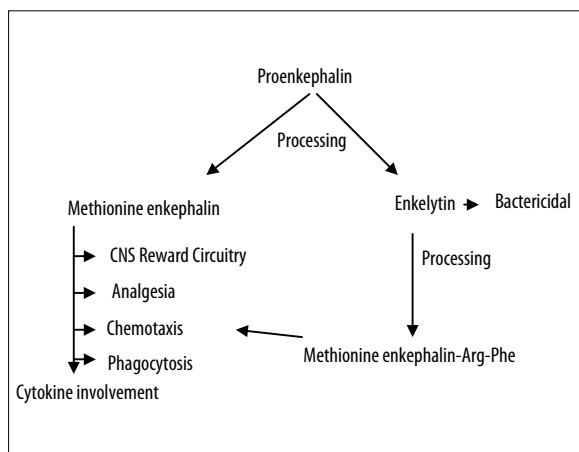 Proenkephalin
Processing
Methionine enkephalin
Enkelytin
Bactericidal
CNS Reward Circuitry
Processing
Analgesia
Chemotaxis
Methionine enkephalin-Arg-Phe
Phagocytosis
Cytokine involvement